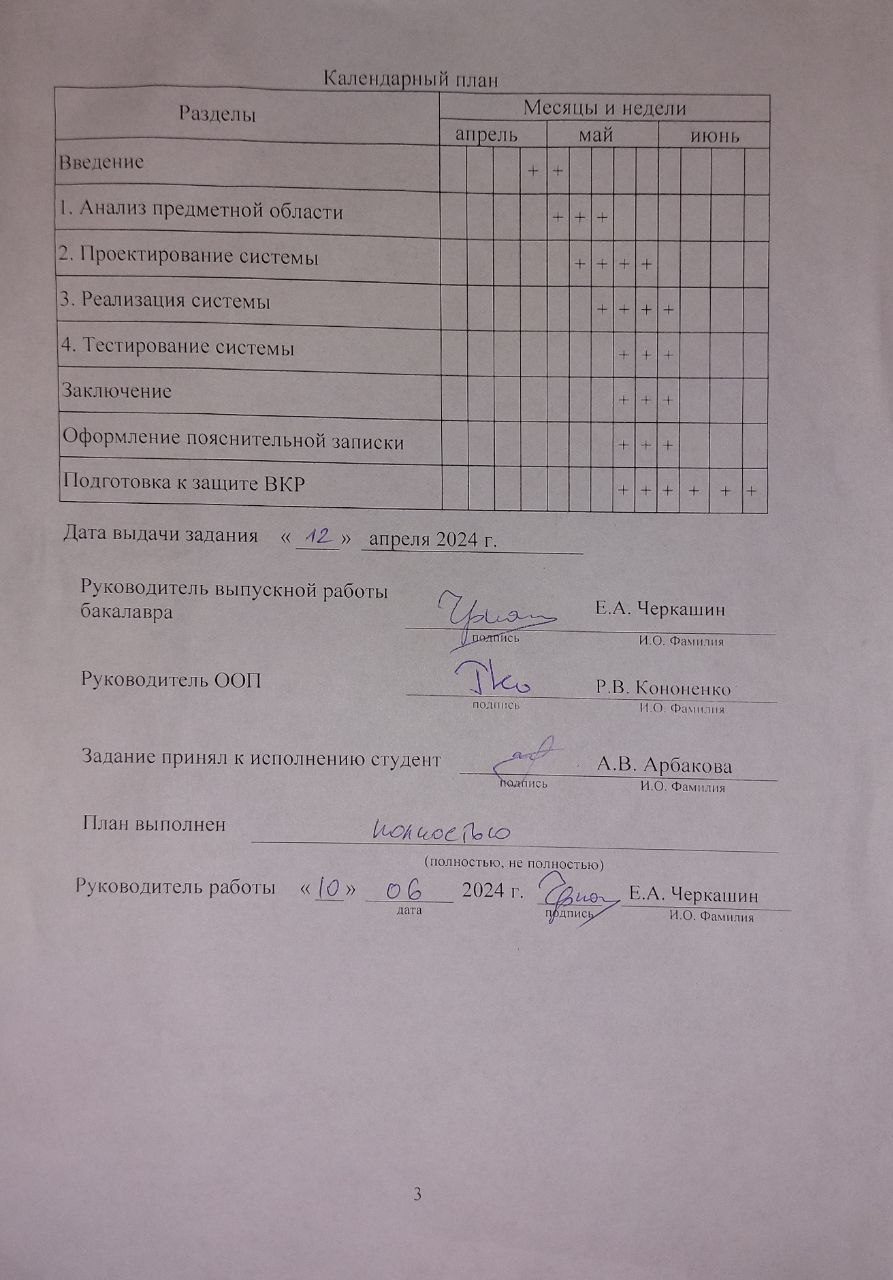 Календарный план
Разделы Месяцы и недели
апрель май июнь
Введение + +
1. Анализ предметной области + + +
2. Проектирование системы + + + +
3. Реализация системы + + + +
4. Тестирование системы + + +
Заключение + + +
Оформление пояснительной записки + + +
Подготовка к защите ВКР + + + + + +
Дата выдачи задания « 12 » апреля 2024 г.
Руководитель выпускной работы
бакалавра Е.А. Черкашин
подпись И.О. Фамилия
Руководитель ООП Р.В. Кононенко
подпись И.О. Фамилия
Задание принял к исполнению студент А.В. Арбакова
подпись И.О. Фамилия
План выполнен полностью
(полностью, не полностью)
Руководитель работы « 10 » 06 2024 г. Е.А. Черкашин
дата подпись И.О. Фамилия
3